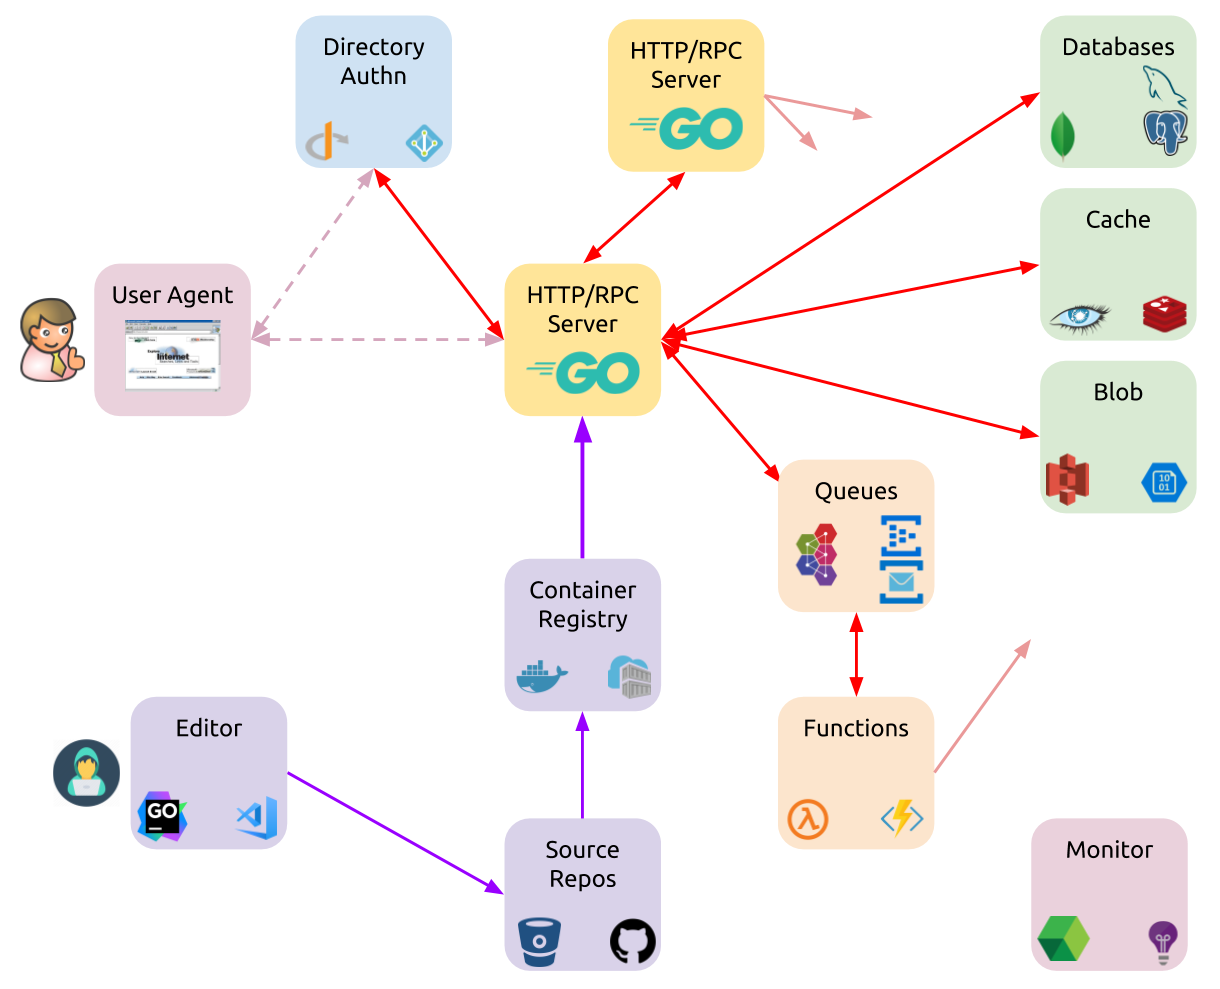 Directory
Authn
HTTP/RPC
Server
GO
Databases
Cache
User Agent
Internet
HTTP/RPC
Server
GO
Blob
10
01
Queues
Container
Registry
Editor
GO
Functions
Source
Repos
Monitor